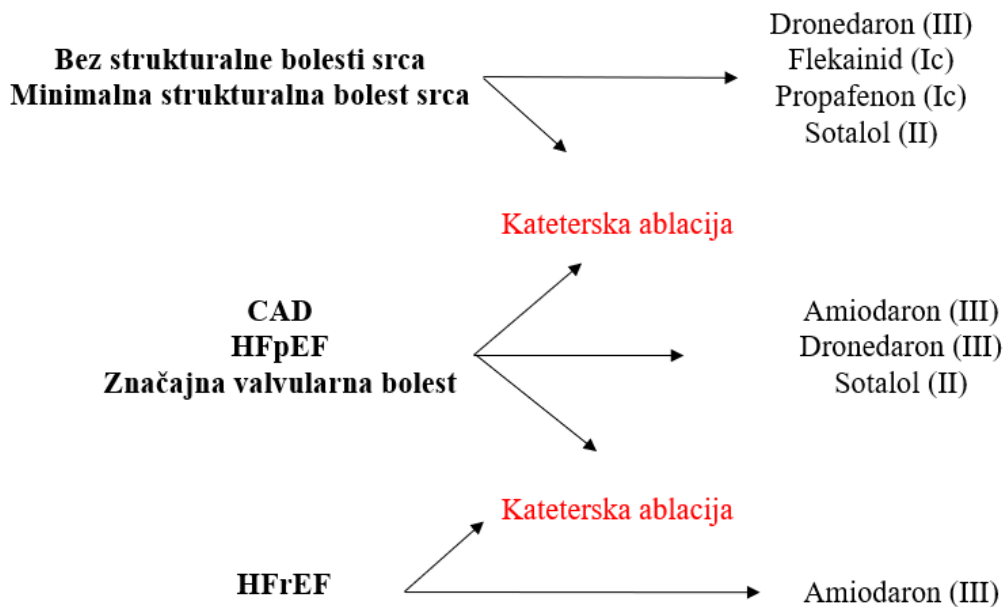 Bez strukturalne bolesti srca
Minimalna strukturalna bolest srca
Dronedaron (III)
Flekainid (Ic)
Propafenon (Ic)
Sotalol (II)
Kateterska ablacija
CAD
HFpEF
Značajna valvularna bolest
Amiodaron (III)
Dronedaron (III)
Sotalol (II)
Kateterska ablacija
HFrEF
Amiodaron (III)